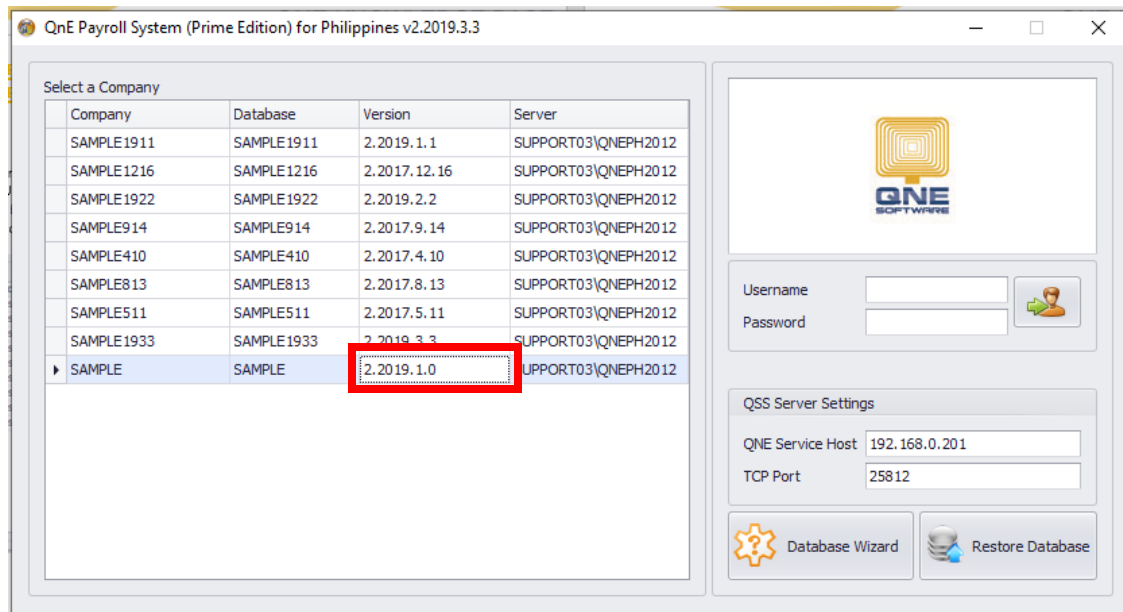 QnE Payroll System (Prime Edition) for Philippines v2.2019.3.3
Select a Company
Company Database Version Server
SAMPLE1911 SAMPLE1911 2.2019.1.1 SUPPORT03\QNEPH2012
SAMPLE1216 SAMPLE1216 2.2017.12.16 SUPPORT03\QNEPH2012
SAMPLE1922 SAMPLE1922 2.2019.2.2 SUPPORT03\QNEPH2012
SAMPLE914 SAMPLE914 2.2017.9.14 SUPPORT03\QNEPH2012
SAMPLE410 SAMPLE410 2.2017.4.10 SUPPORT03\QNEPH2012
SAMPLE813 SAMPLE813 2.2017.8.13 SUPPORT03\QNEPH2012
SAMPLE511 SAMPLE511 2.2017.5.11 SUPPORT03\QNEPH2012
SAMPLE1933 SAMPLE1933 2.2019.3.3 SUPPORT03\QNEPH2012
SAMPLE SAMPLE 2.2019.1.0 UPPORT03\QNEPH2012
QNE
SOFTWARE
Username
Password
QSS Server Settings
QNE Service Host 192.168.0.201
TCP Port 25812
Database Wizard
Restore Database